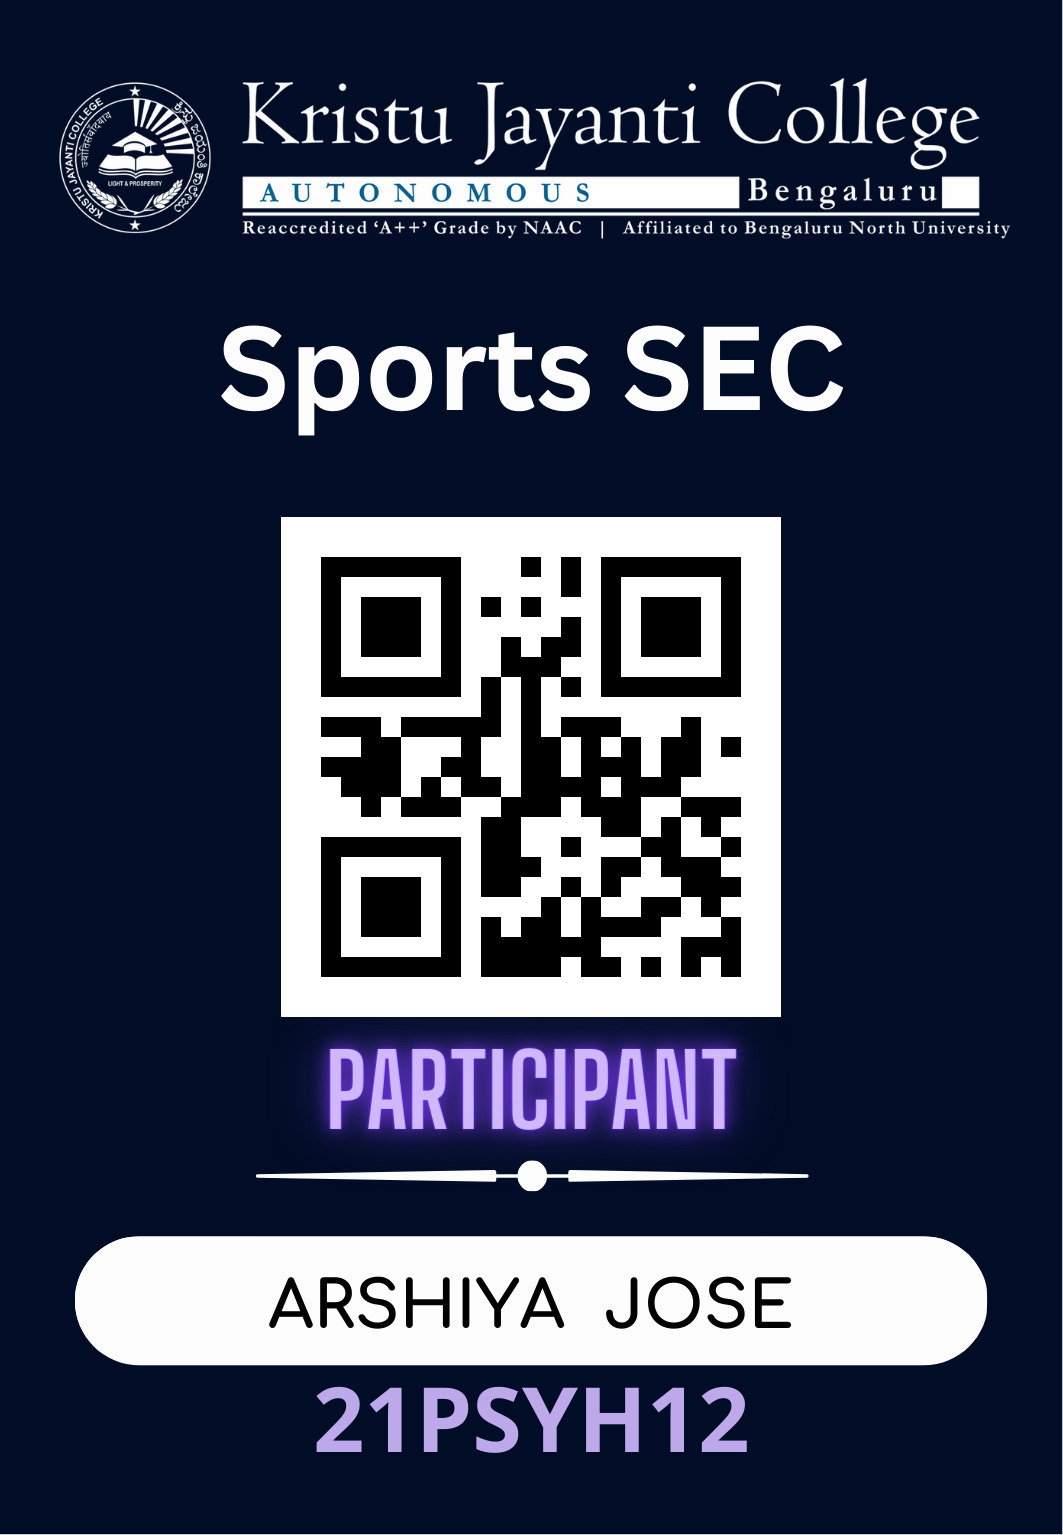 Kristu Jayanti College
AUTONOMOUS Bengaluru
Reaccredited ‘A++’ Grade by NAAC | Affiliated to Bengaluru North University
KRISTU JAYANTI COLLEGE
LIGHT & PROSPERITY
Sports SEC
PARTICIPANT
ARSHIYA JOSE
21PSYH12